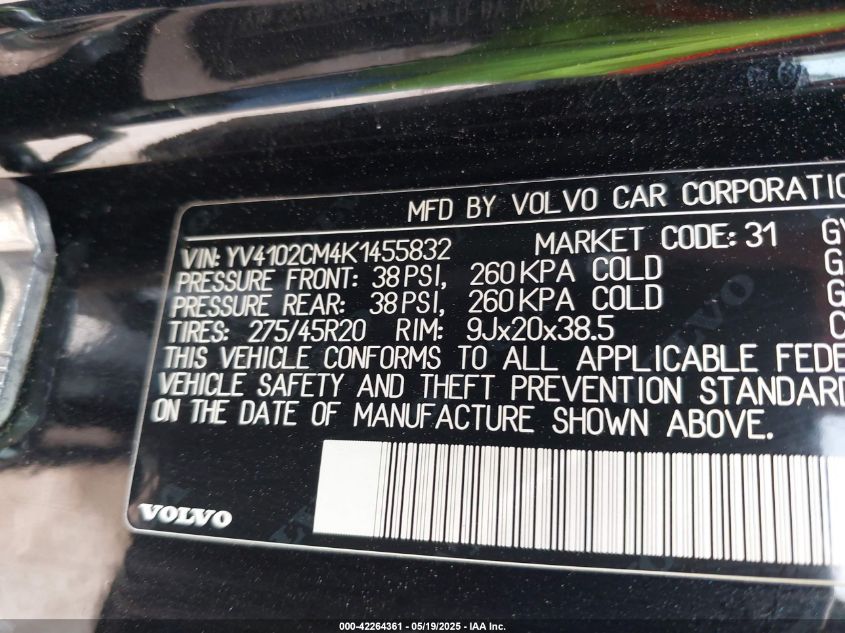 MFD BY VOLVO CAR CORPORATIO
VIN: YV4102CM4K1455832 MARKET CODE: 31 GV
PRESSURE FRONT: 38 PSI, 260 KPA COLD G
PRESSURE REAR: 38 PSI, 260 KPA COLD G
TIRES: 275/45R20 RIM: 9Jx20x38.5 C
THIS VEHICLE CONFORMS TO ALL APPLICABLE FEDE
VEHICLE SAFETY AND THEFT PREVENTION STANDARD
ON THE DATE OF MANUFACTURE SHOWN ABOVE.
VOLVO
000-42264361 - 05/19/2025 - IAA Inc.